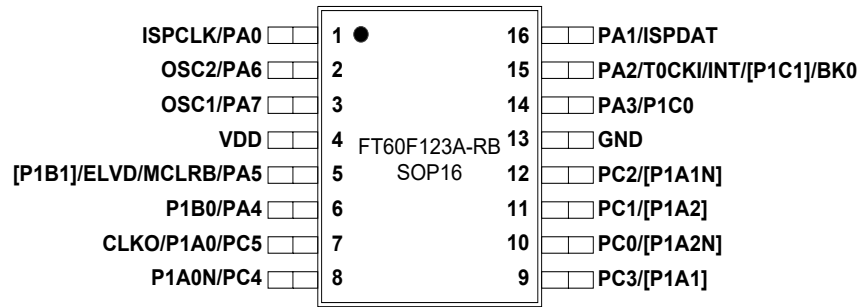 ISPCLK/PA0 1 16 PA1/ISPDAT
OSC2/PA6 2 15 PA2/T0CKI/INT/[P1C1]/BK0
OSC1/PA7 3 14 PA3/P1C0
VDD 4 FT60F123A-RB 13 GND
[P1B1]/ELVD/MCLRB/PA5 5 SOP16 12 PC2/[P1A1N]
P1B0/PA4 6 11 PC1/[P1A2]
CLKO/P1A0/PC5 7 10 PC0/[P1A2N]
P1A0N/PC4 8 9 PC3/[P1A1]